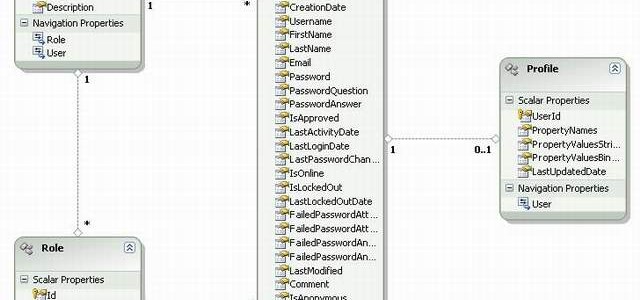 Description
Navigation Properties
Role
User
1
*
1
*
Role
Scalar Properties
Id
CreationDate
Username
FirstName
LastName
Email
Password
PasswordQuestion
PasswordAnswer
IsApproved
LastActivityDate
LastLoginDate
LastPasswordChan...
IsOnline
IsLockedOut
LastLockedOutDate
FailedPasswordAtt...
FailedPasswordAtt...
FailedPasswordAn...
FailedPasswordAn...
LastModified
Comment
IsAnonymous
1
0..1
Profile
Scalar Properties
UserId
PropertyNames
PropertyValuesStri...
PropertyValuesBin...
LastUpdatedDate
Navigation Properties
User